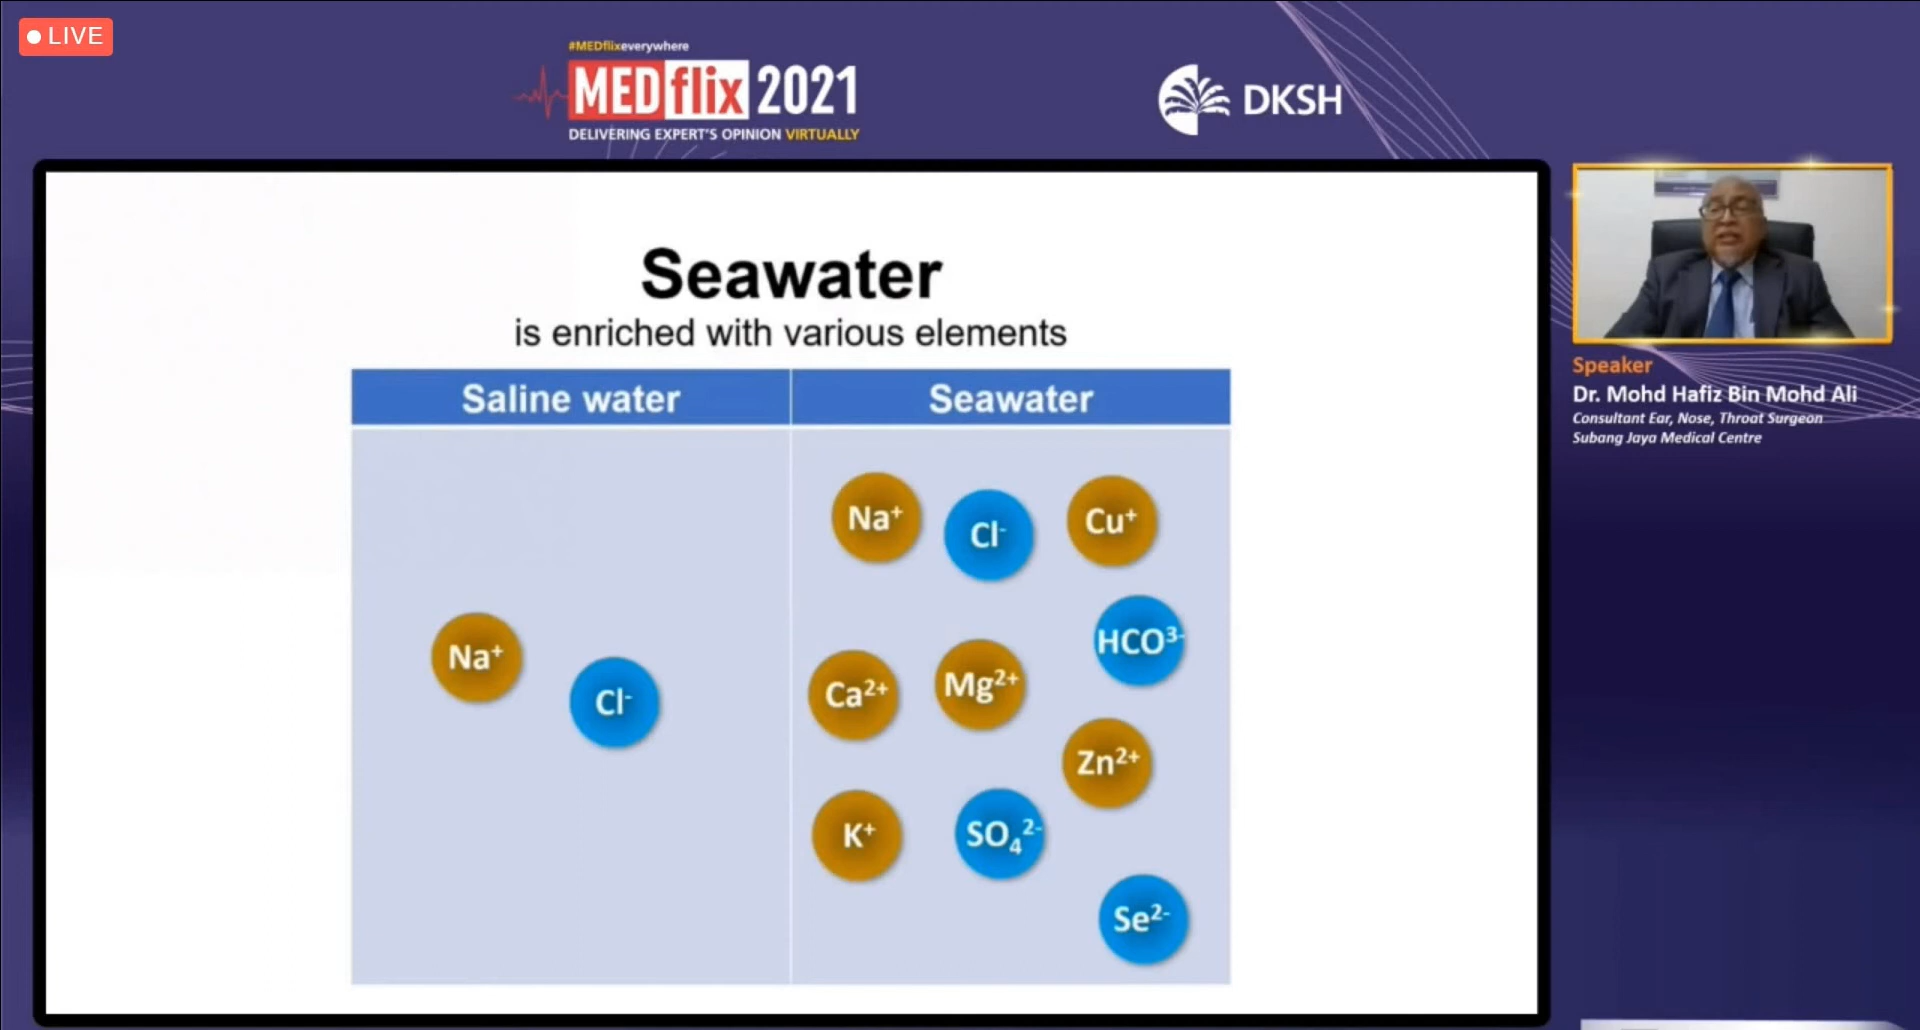 LIVE
#MEDflixeverywhere
MEDflix 2021
DELIVERING EXPERT'S OPINION VIRTUALLY
DKSH
Seawater
is enriched with various elements
Saline water
Seawater
Na⁺
Cl⁻
Na⁺
Cl⁻
Cu⁺
HCO³⁻
Ca²⁺
Mg²⁺
Zn²⁺
K⁺
SO₄²⁻
Se²⁻
Speaker
Dr. Mohd Hafiz Bin Mohd Ali
Consultant Ear, Nose, Throat Surgeon
Subang Jaya Medical Centre